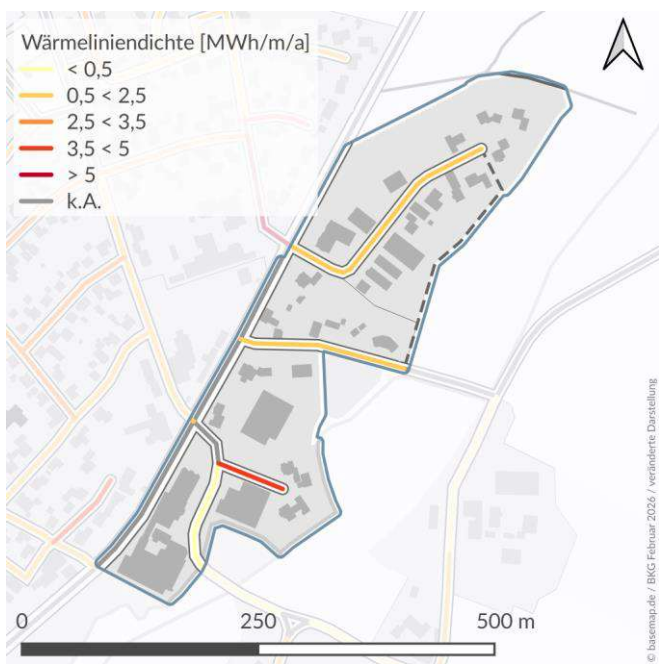 Wärmeliniendichte [MWh/m/a]
< 0,5
0,5 < 2,5
2,5 < 3,5
3,5 < 5
> 5
k.A.
0
250
500 m
© basemap.de / BKG Februar 2026 / veränderte Darstellung